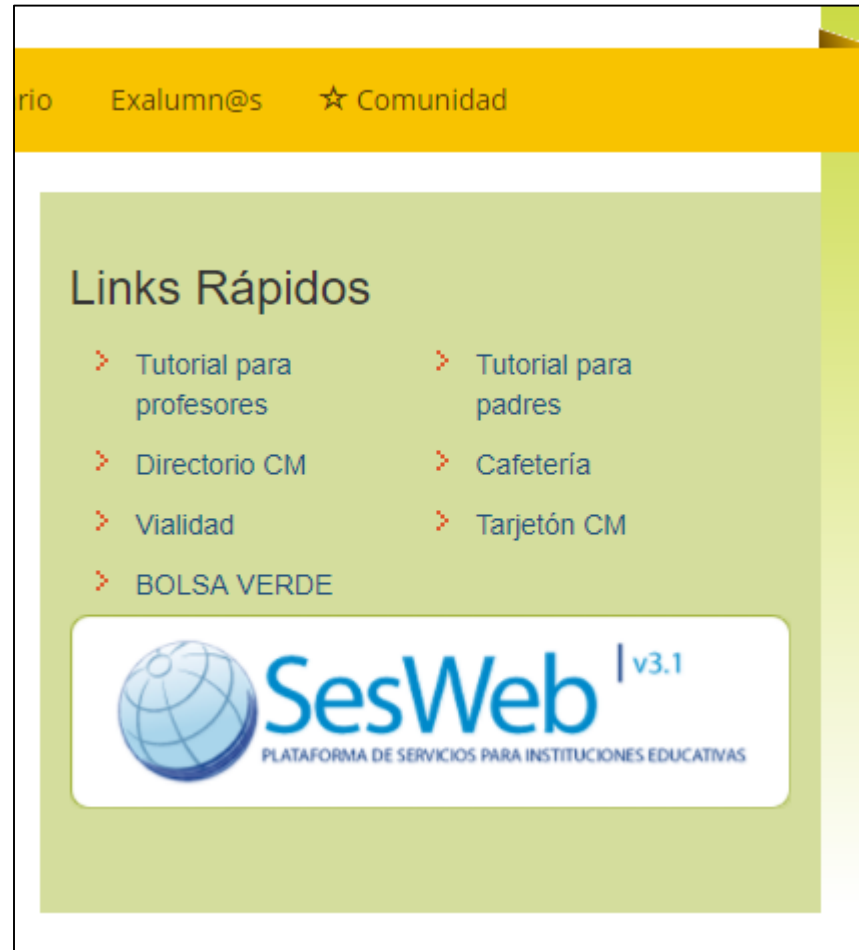 rio Exalumn@s ☆ Comunidad
Links Rápidos
Tutorial para profesores
Tutorial para padres
Directorio CM
Cafetería
Vialidad
Tarjetón CM
BOLSA VERDE
SesWeb v3.1
PLATAFORMA DE SERVICIOS PARA INSTITUCIONES EDUCATIVAS